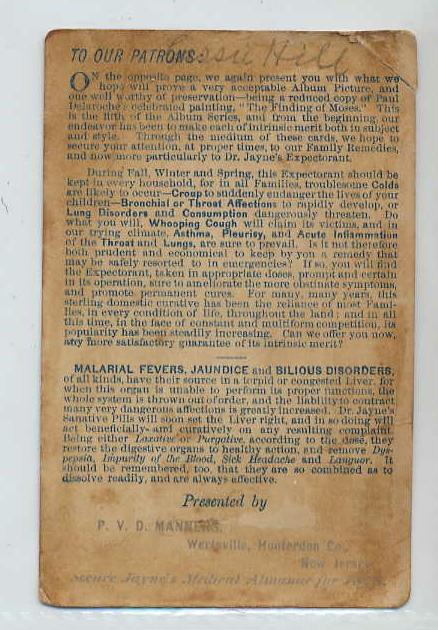 TO OUR PATRONS: Hill
ON the opposite page, we again present you with what we
hope will prove a very acceptable Album Picture, and
one well worthy of preservation—being a reduced copy of Paul
Delaroche's celebrated painting, "The Finding of Moses." This
is the fifth of the Album Series, and from the beginning, our
endeavor has been to make each of intrinsic merit both in subject
and style. Through the medium of these cards, we hope to
secure your attention, at proper times, to our Family Remedies,
and now more particularly to Dr. Jayne's Expectorant.
During Fall, Winter and Spring, this Expectorant should be
kept in every household, for in all Families, troublesome Colds
are likely to occur—Croup to suddenly endanger the lives of your
children—Bronchial or Throat Affections to rapidly develop, or
Lung Disorders and Consumption dangerously threaten. Do
what you will, Whooping Cough will claim its victims, and in
our trying climate, Asthma, Pleurisy, and Acute Inflammation
of the Throat and Lungs, are sure to prevail. Is it not therefore
both prudent and economical to keep by you a remedy that
may be safely resorted to in emergencies? If so, you will find
the Expectorant, taken in appropriate doses, prompt and certain
in its operation, sure to ameliorate the more obstinate symptoms,
and promote permanent cures. For many, many years, this
sterling domestic curative has been the reliance of most Fami-
lies, in every condition of life, throughout the land; and in all
this time, in the face of constant and multiform competition, its
popularity has been steadily increasing. Can we offer you now,
any more satisfactory guarantee of its intrinsic merit?
MALARIAL FEVERS, JAUNDICE and BILIOUS DISORDERS,
of all kinds, have their source in a torpid or congested Liver, for
when this organ is unable to perform its proper functions, the
whole system is thrown out of order, and the liability to contract
many very dangerous affections is greatly increased. Dr. Jayne's
Sanative Pills will soon set the Liver right, and in so doing will
act beneficially and curatively on any resulting complaint.
Being either Laxative or Purgative, according to the dose, they
restore the digestive organs to healthy action, and remove Dys-
pepsia, Impurity of the Blood, Sick Headache and Languor. It
should be remembered, too, that they are so combined as to
dissolve readily, and are always effective.
Presented by
P. V. D. MANNERS,
Wertsville, Hunterdon Co.,
New Jersey.
Secure Jayne's Medical Almanac for